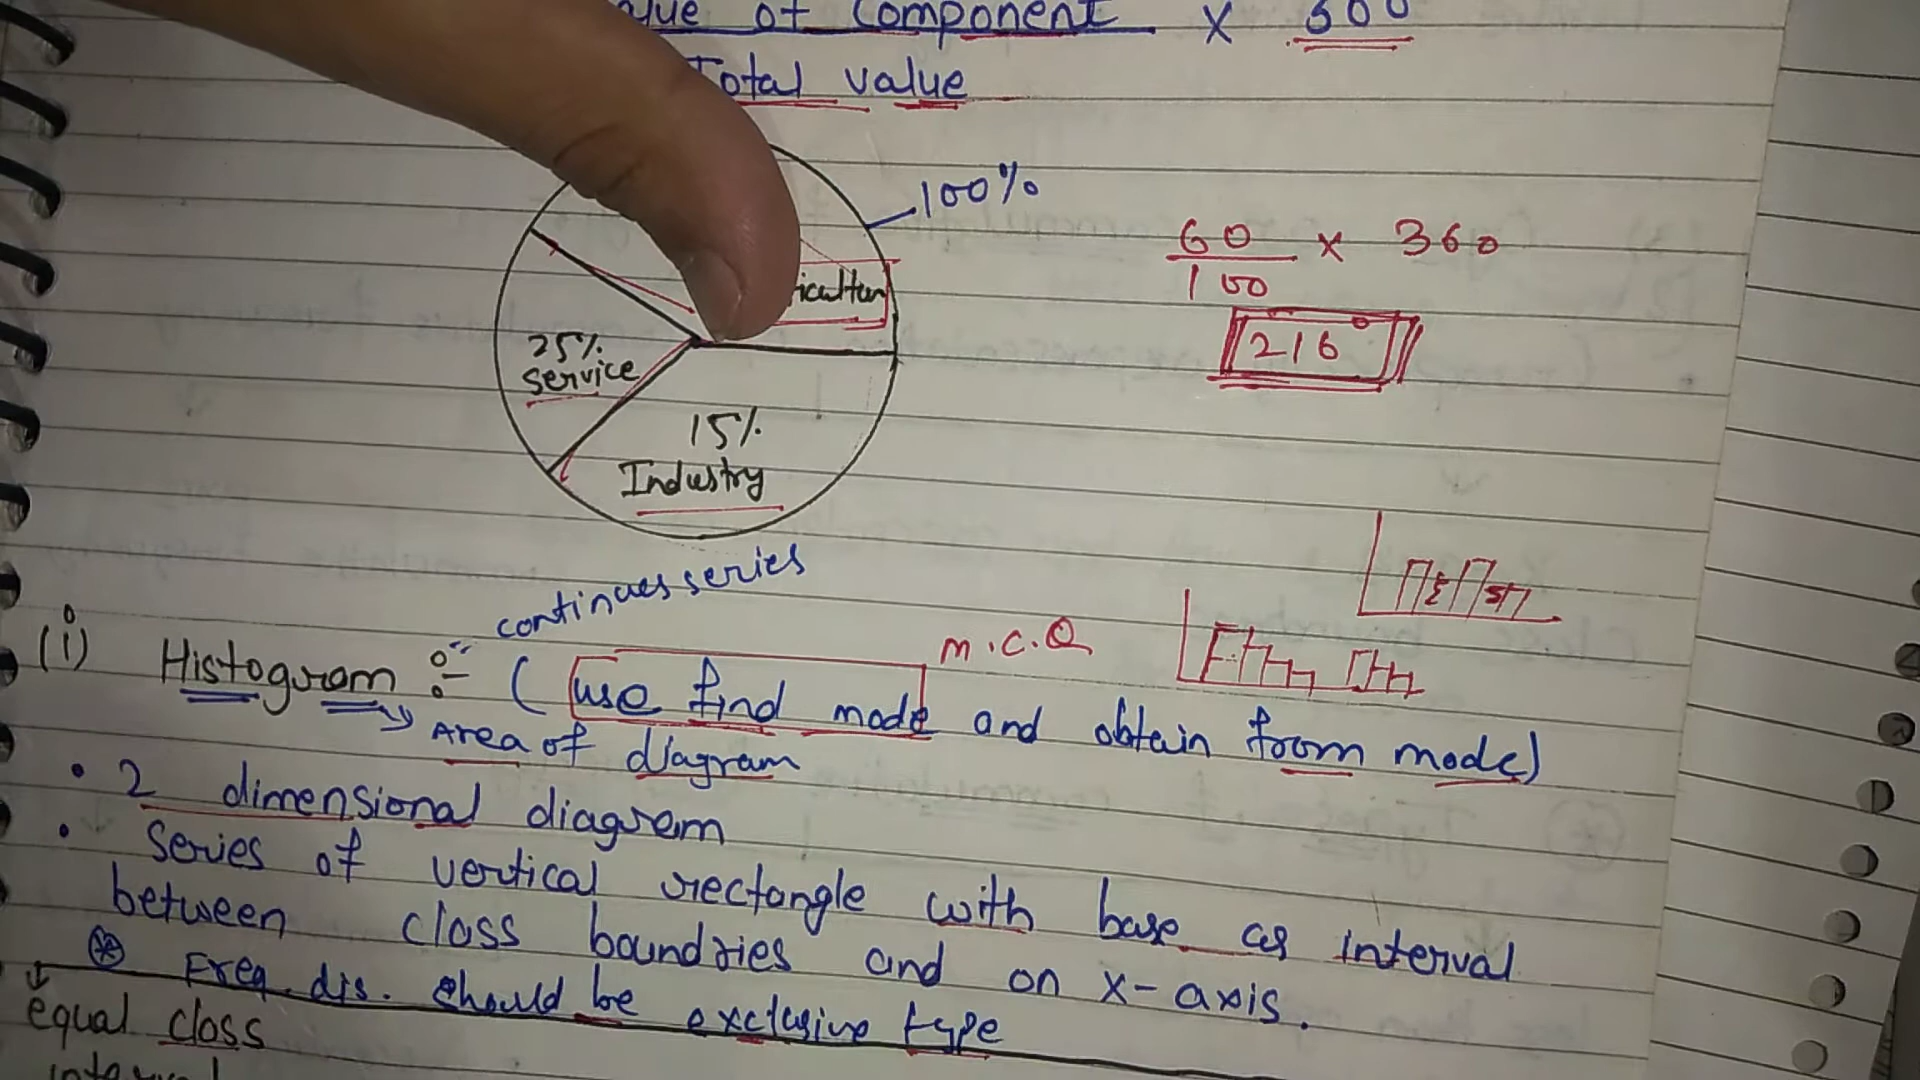 of Component × 360
Total value
100%
60 × 360
100
216°
25%
Service
15%
Industry
continues series
(i) Histogram :- (use find mode and obtain from mode)
M.C.Q
Area of diagram
• 2 dimensional diagram
• Series of vertical rectangle with base as interval
between class boundries and on x-axis.
Freq. dis. should be exclusive type
equal class